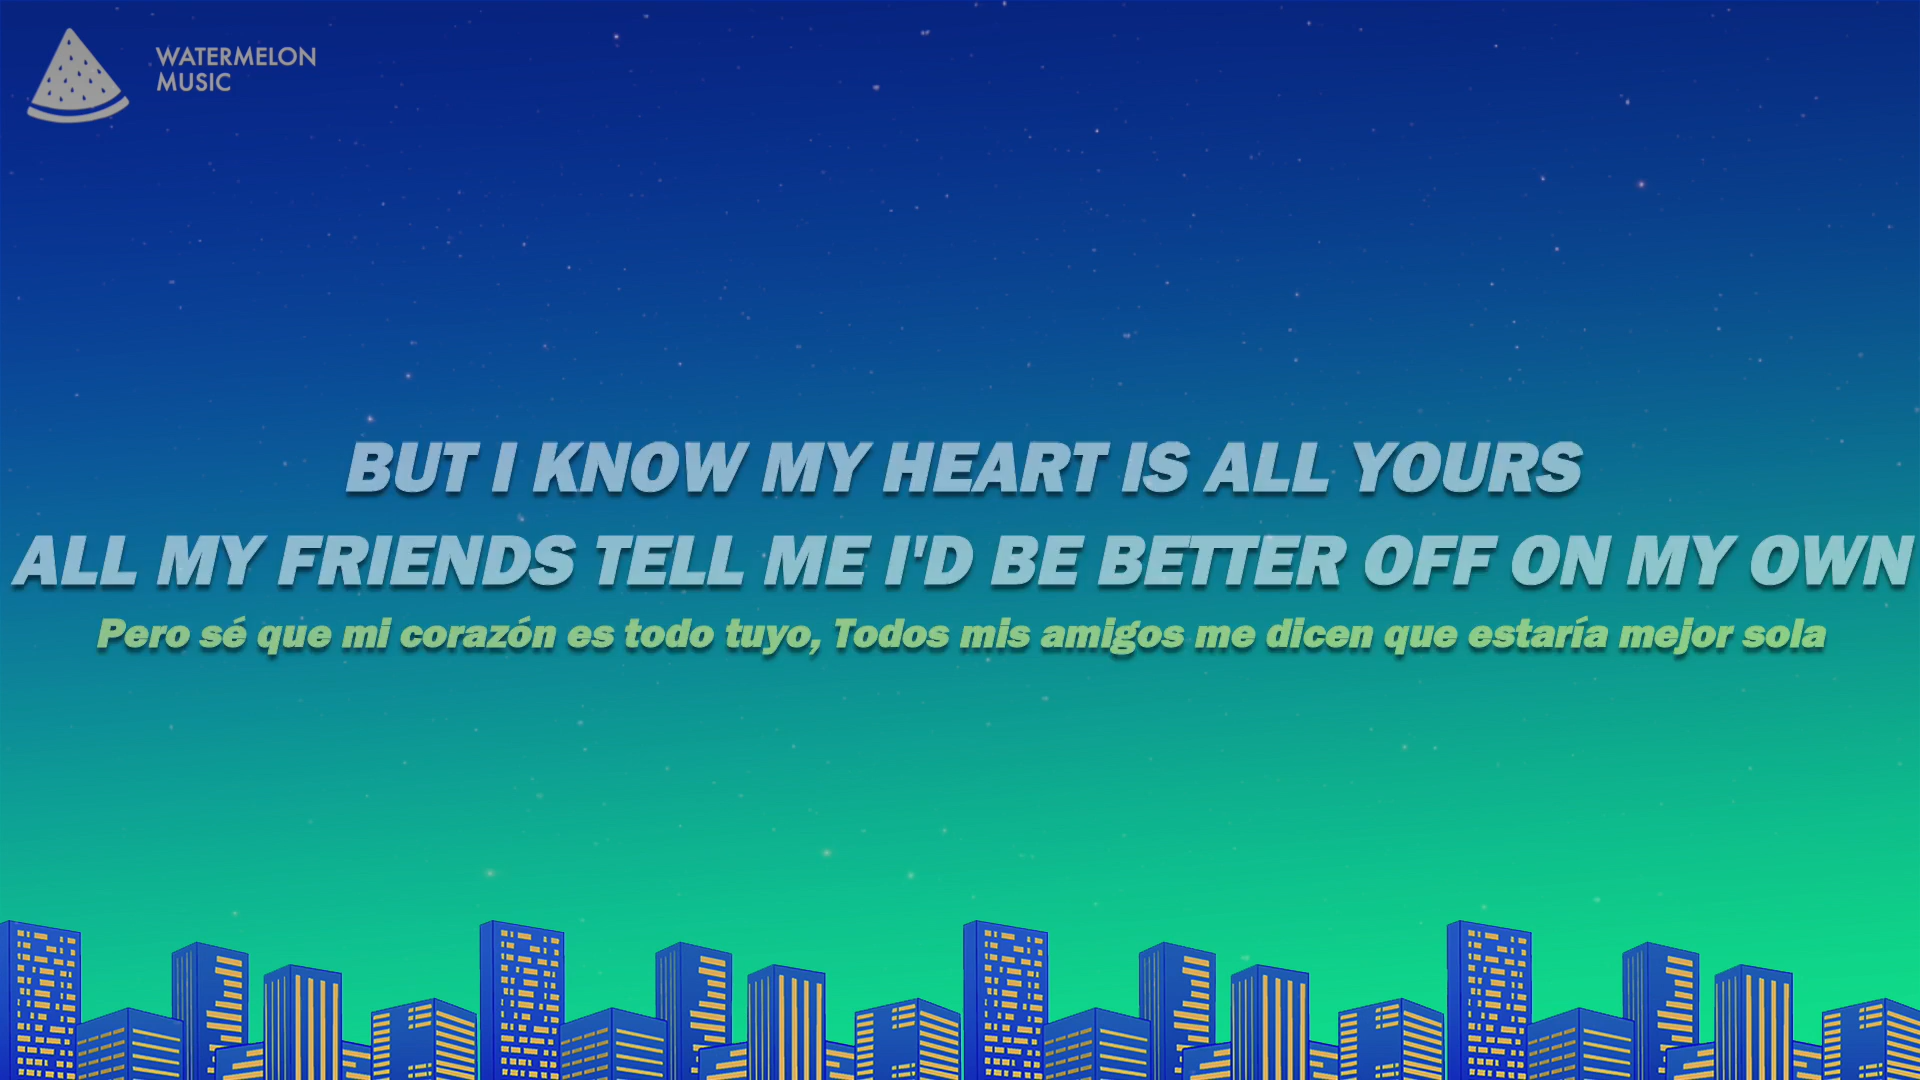 WATERMELON
MUSIC
BUT I KNOW MY HEART IS ALL YOURS
ALL MY FRIENDS TELL ME I'D BE BETTER OFF ON MY OWN
Pero sé que mi corazón es todo tuyo, Todos mis amigos me dicen que estaría mejor sola